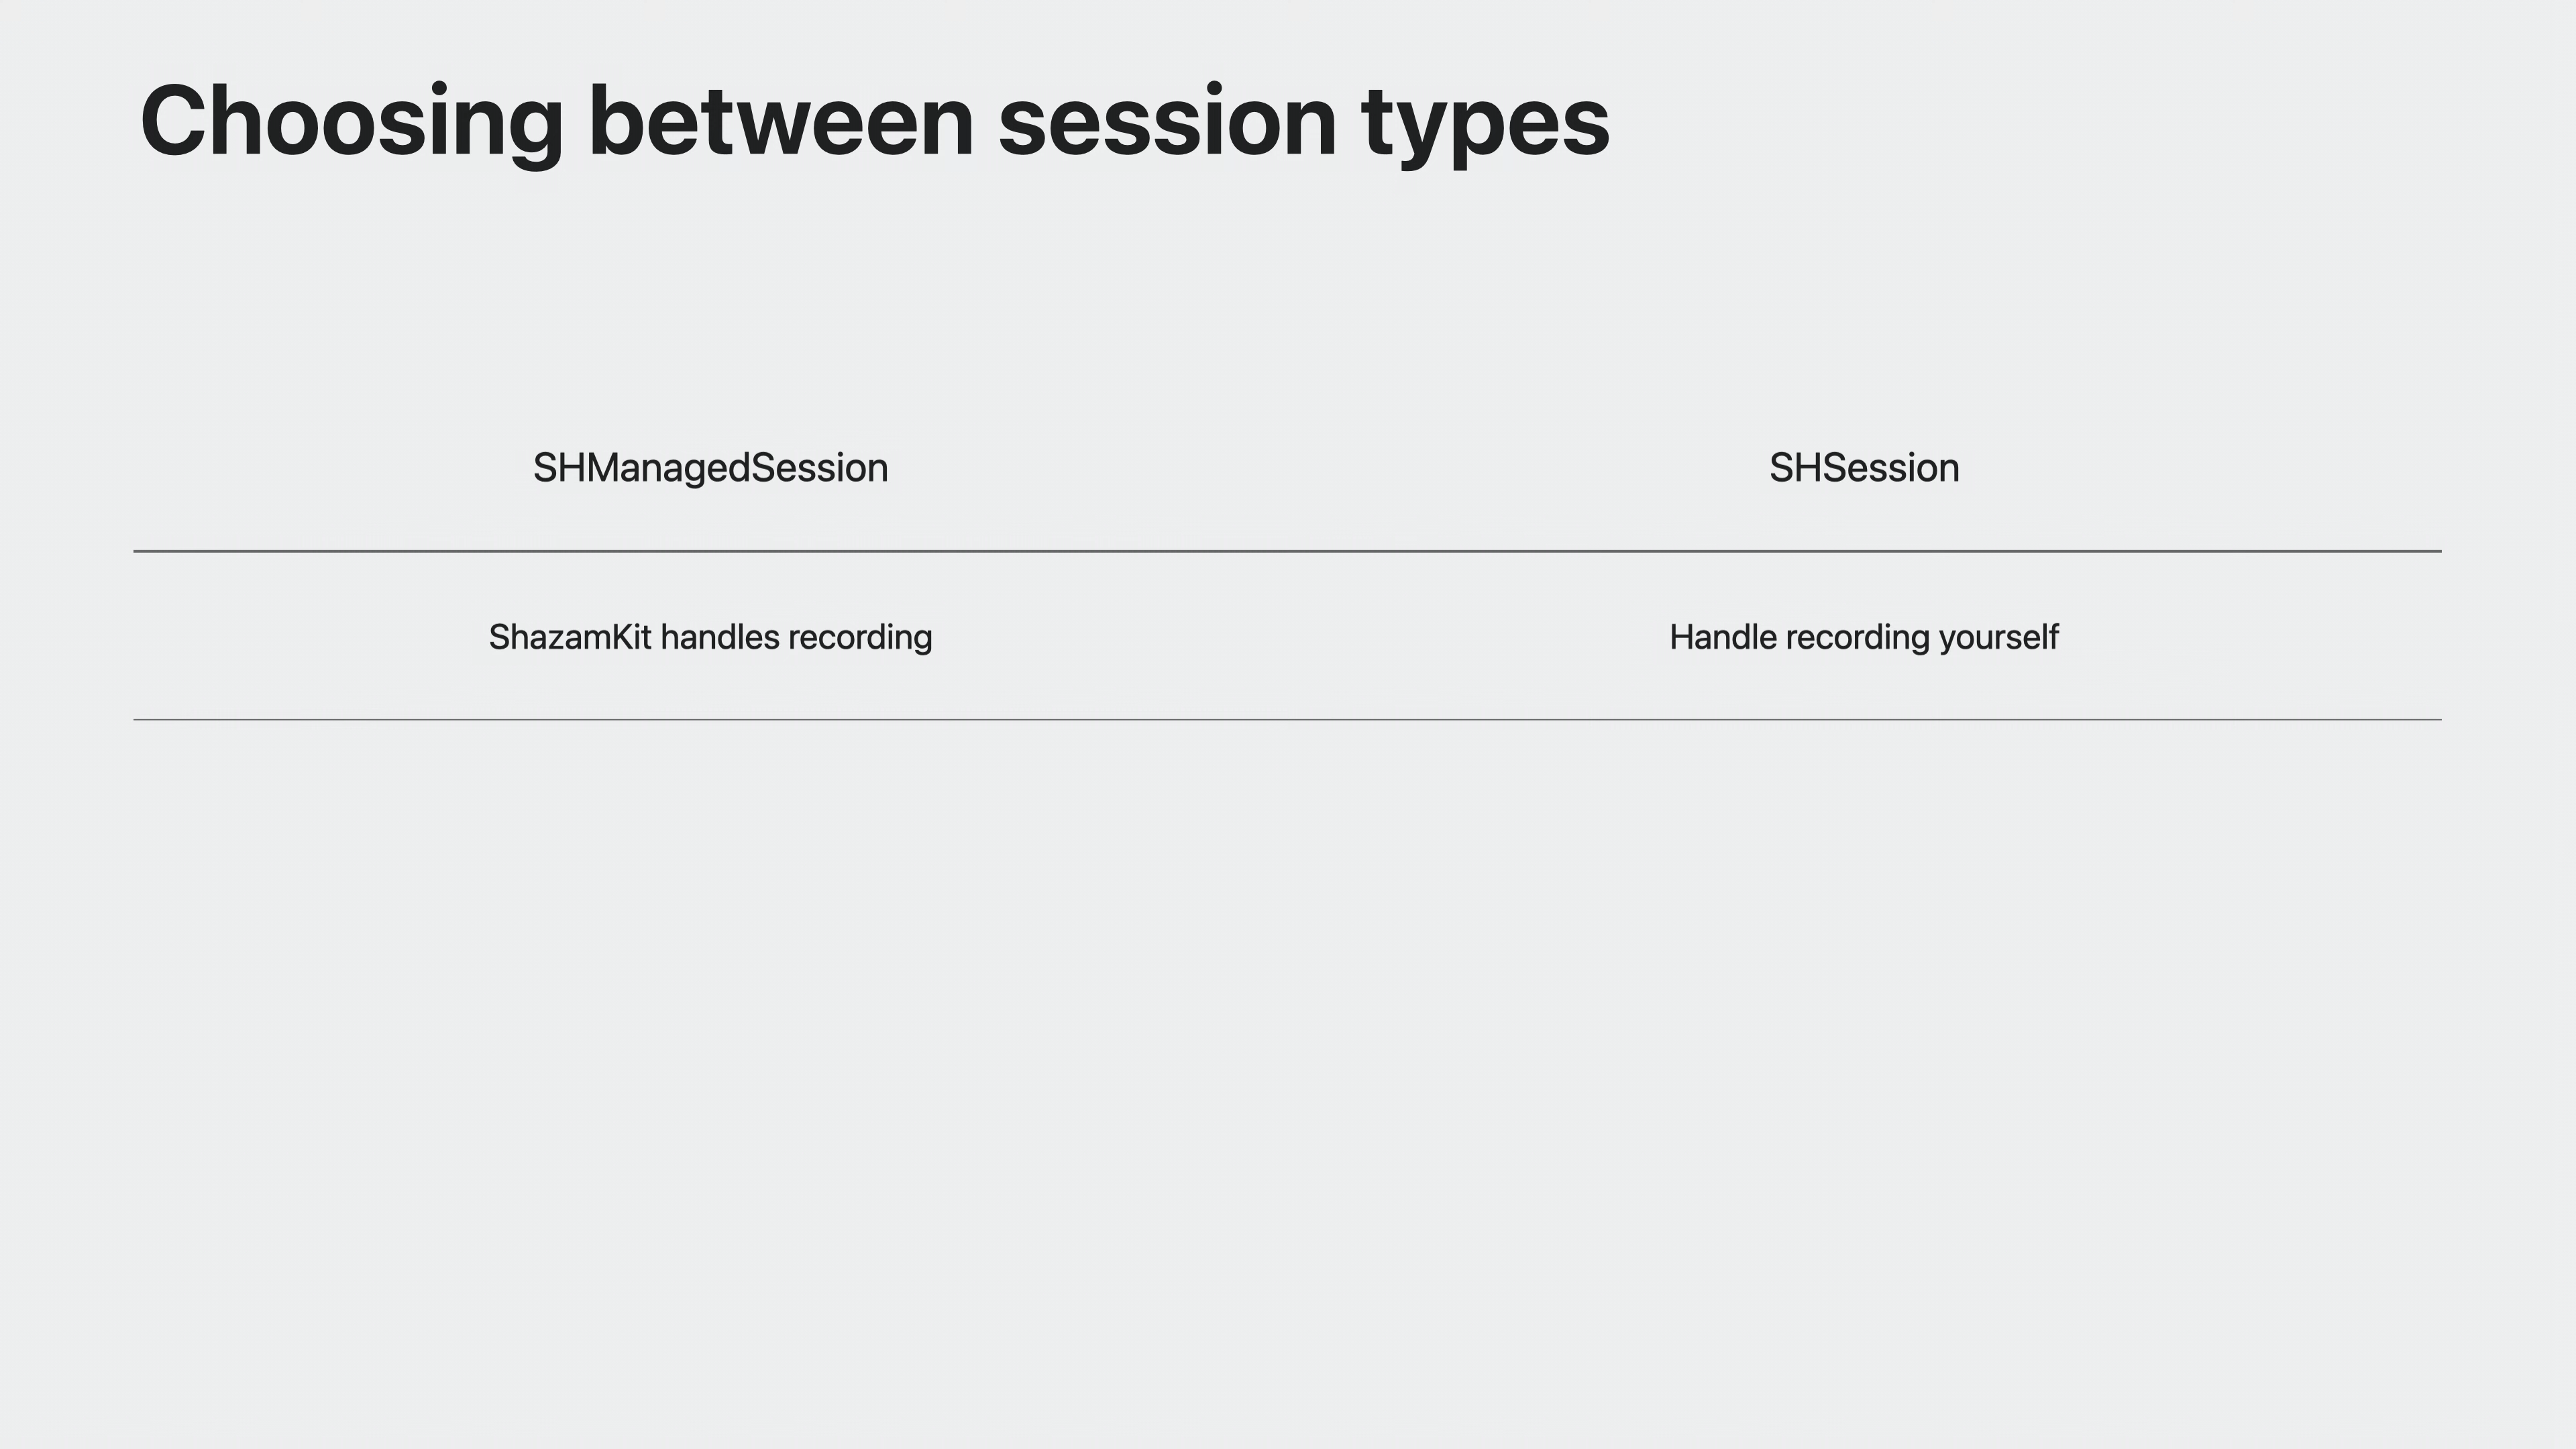 Choosing between session types
SHManagedSession
SHSession
ShazamKit handles recording
Handle recording yourself